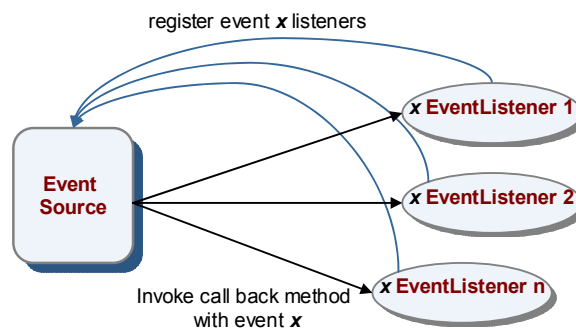 register event x listeners
x EventListener 1
Event
Source
x EventListener 2
x EventListener n
Invoke call back method
with event x